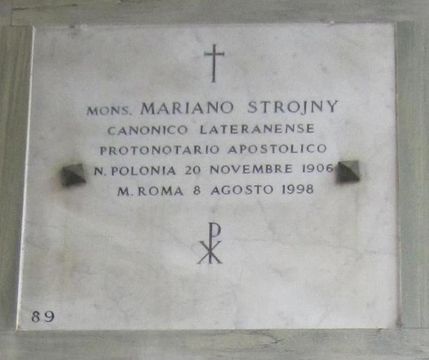 MONS. MARIANO STROJNY
CANONICO LATERANENSE
PROTONOTARIO APOSTOLICO
N. POLONIA 20 NOVEMBRE 1906
M. ROMA 8 AGOSTO 1998
89